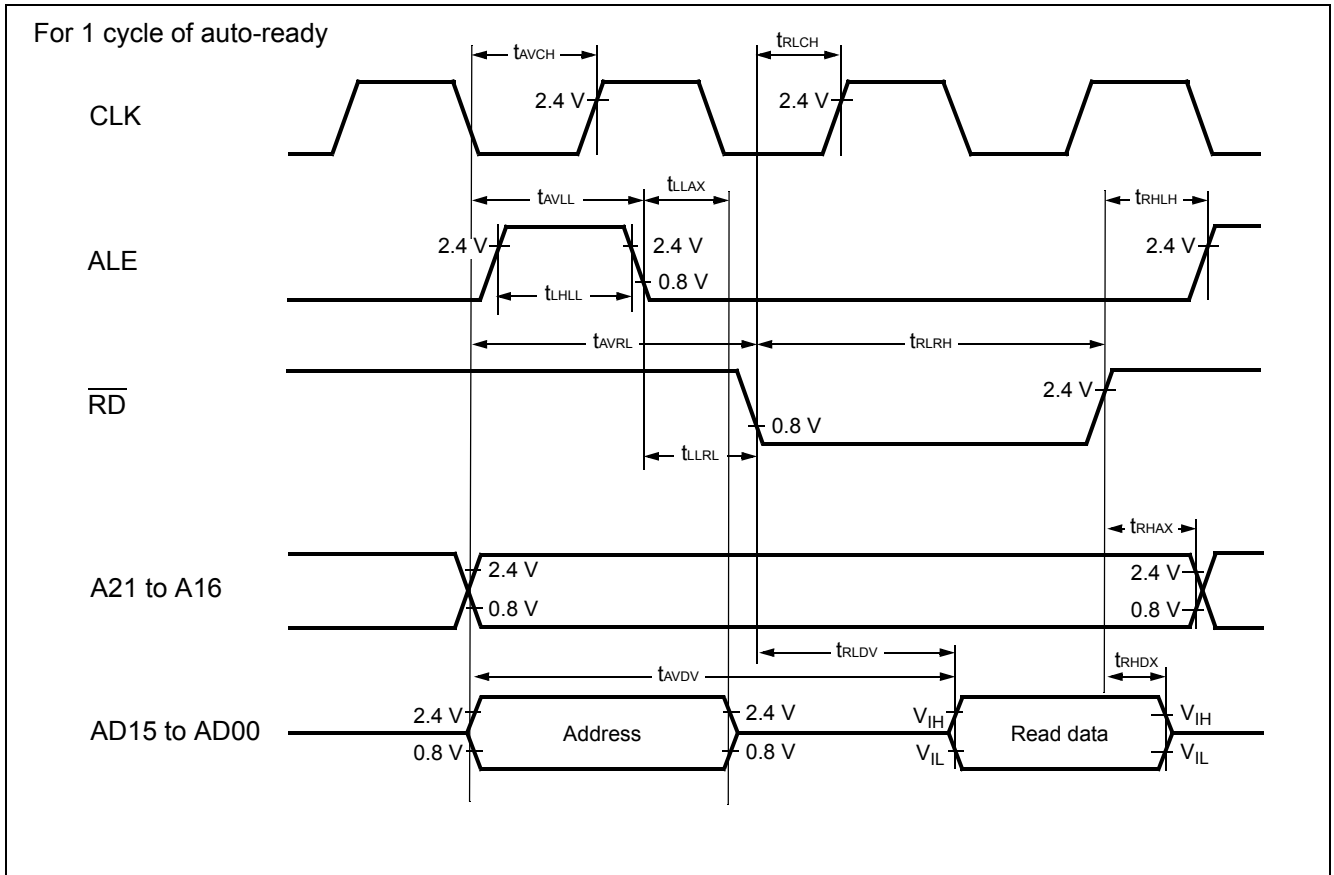 For 1 cycle of auto-ready
tAVCH
tRLCH
CLK
2.4 V
2.4 V
tAVLL
tLLAX
tRHLH
ALE
2.4 V
2.4 V
2.4 V
0.8 V
tLHLL
tAVRL
tRLRH
RD
2.4 V
0.8 V
tLLRL
tRHAX
A21 to A16
2.4 V
2.4 V
0.8 V
0.8 V
tRLDV
tRHDX
tAVDV
AD15 to AD00
2.4 V
2.4 V
VIH
VIH
Address
Read data
0.8 V
0.8 V
VIL
VIL